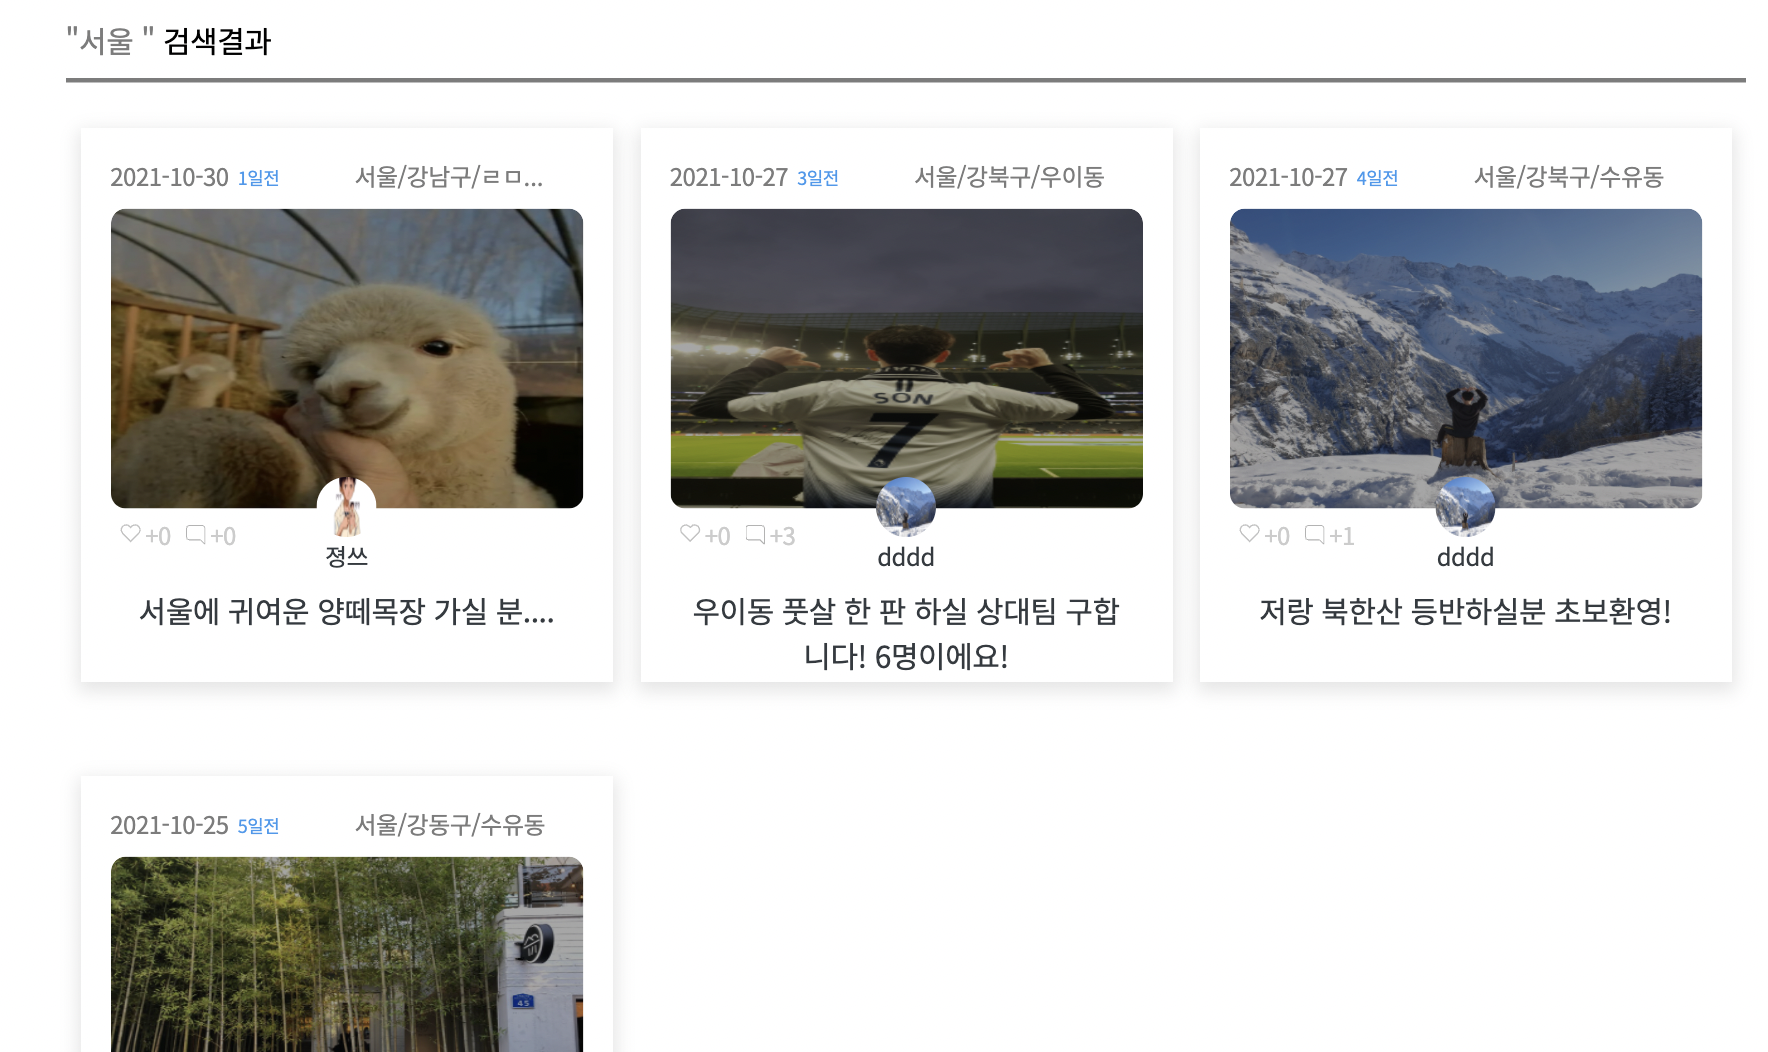 "서울 " 검색결과
2021-10-30 1일전 서울/강남구/ㄹㅁ...
SON
7
♡+0 +0
졍쓰
서울에 귀여운 양떼목장 가실 분....
2021-10-27 3일전 서울/강북구/우이동
+0 +3
dddd
우이동 풋살 한 판 하실 상대팀 구합
니다! 6명이에요!
2021-10-27 4일전 서울/강북구/수유동
+0 +1
dddd
저랑 북한산 등반하실분 초보환영!
2021-10-25 5일전 서울/강동구/수유동
45